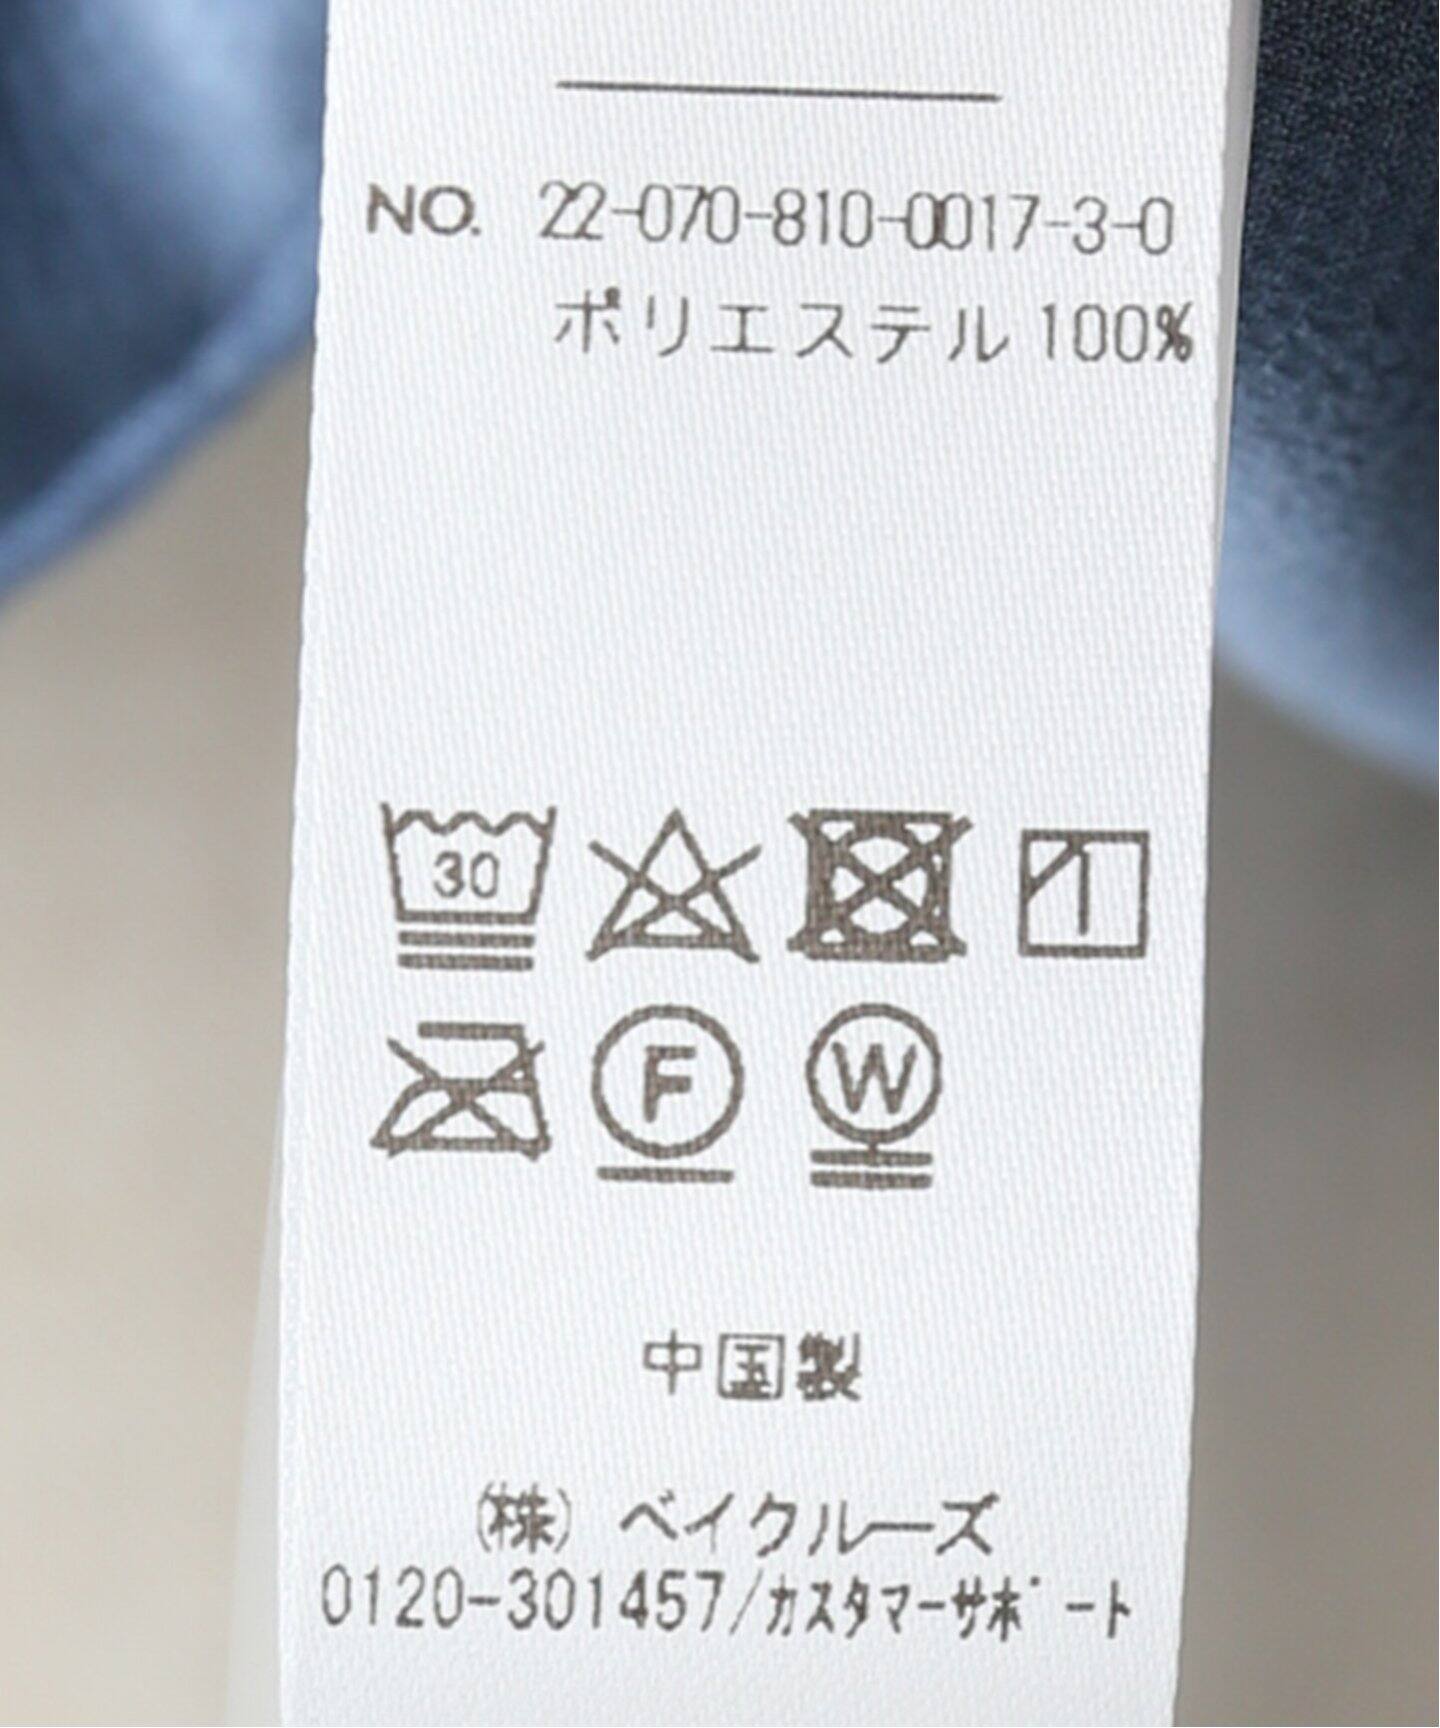 NO. 22-070-810-0017-3-0
ポリエステル 100%
30
F
W
中国製
(株) ベイクルーズ
0120-301457/カスタマーサポート